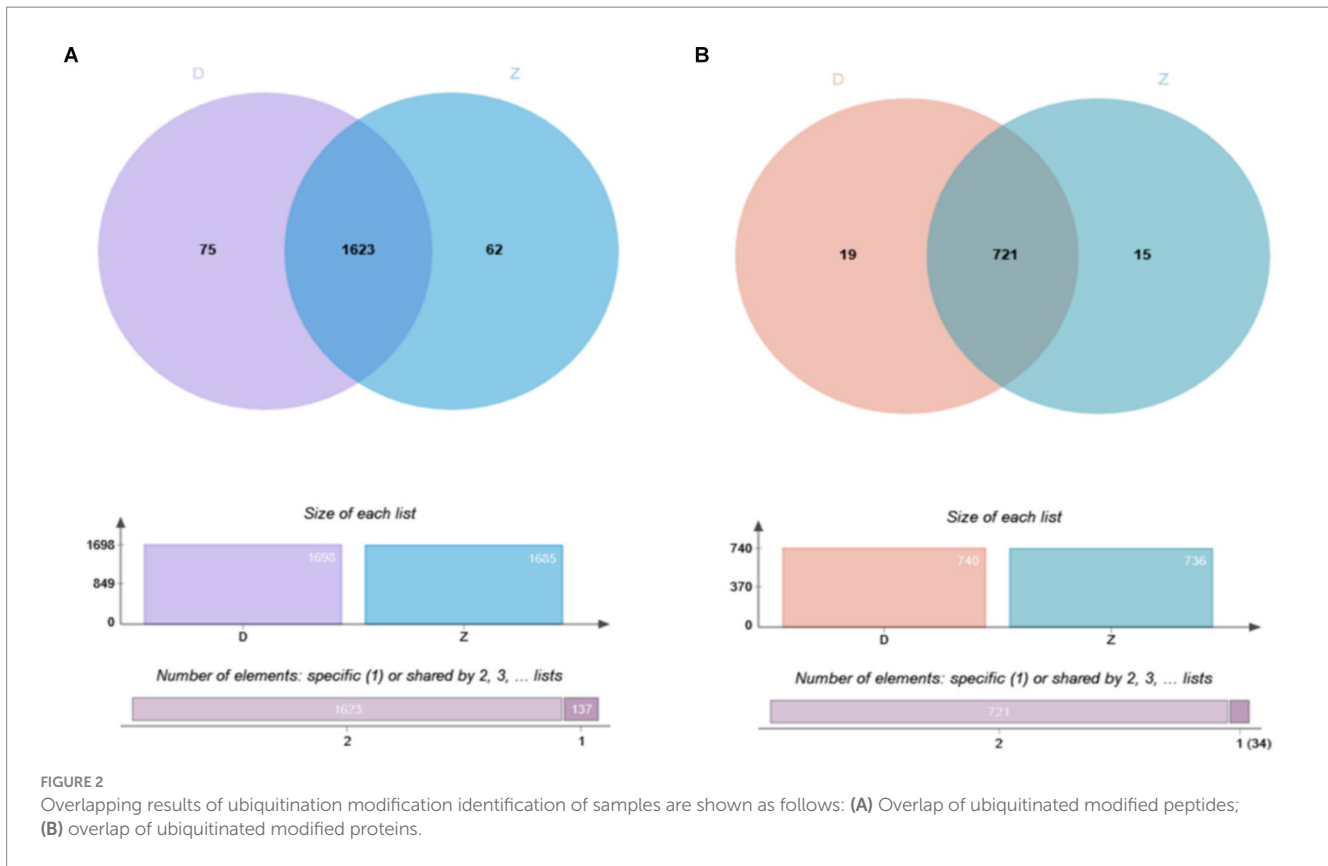 A
D
Z
75
1623
62
Size of each list
1698
849
0
1698
1685
D
Z
Number of elements: specific (1) or shared by 2, 3, ... lists
1623
137
2
1
B
D
Z
19
721
15
Size of each list
740
370
0
740
736
D
Z
Number of elements: specific (1) or shared by 2, 3, ... lists
721
2
1 (34)
FIGURE 2
Overlapping results of ubiquitination modification identification of samples are shown as follows: (A) Overlap of ubiquitinated modified peptides;
(B) overlap of ubiquitinated modified proteins.